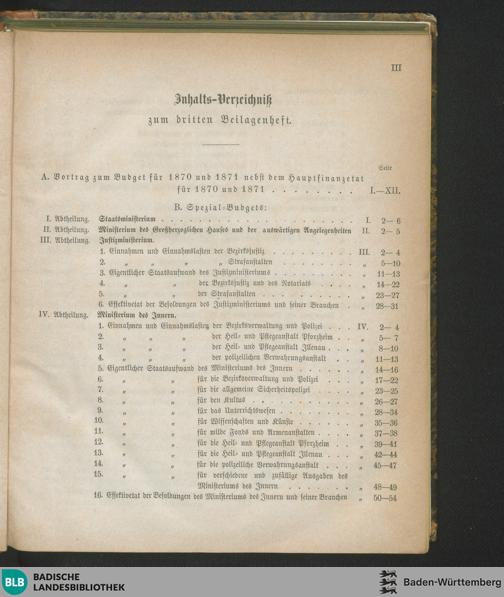 III
Inhalts-Verzeichniß
zum dritten Beilagenheft.
Seite
A. Vortrag zum Budget für 1870 und 1871 nebst dem Hauptfinanzetat
für 1870 und 1871 . . . . . . . . I.—XII.
B. Spezial-Budgets:
I. Abtheilung. Staatsministerium . . . . . . . . I. 2— 6
II. Abtheilung. Ministerium des Großherzoglichen Hauses und der auswärtigen Angelegenheiten II. 2— 5
III. Abtheilung. Justizministerium.
1. Einnahmen und Einnahmslasten der Bezirksjustiz . . . . III. 2— 4
2. „ „ „ Strafanstalten . . . . „ 5—10
3. Eigentlicher Staatsaufwand des Justizministeriums . . . . „ 11—13
4. „ „ der Bezirksjustiz und des Notariats . . . . „ 14—22
5. „ „ der Strafanstalten . . . . „ 23—27
6. Effektivetat der Besoldungen des Justizministeriums und seiner Branchen . „ 28—31
IV. Abtheilung. Ministerium des Innern.
1. Einnahmen und Einnahmslasten der Bezirksverwaltung und Polizei . . . IV. 2— 4
2. „ „ „ der Heil- und Pflegeanstalt Pforzheim . „ 5— 7
3. „ „ „ der Heil- und Pflegeanstalt Illenau . . . „ 8—10
4. „ „ „ der polizeilichen Verwahrungsanstalt . . . „ 11—13
5. Eigentlicher Staatsaufwand des Ministeriums des Innern . . . . „ 14—16
6. „ „ für die Bezirksverwaltung und Polizei . . . „ 17—22
7. „ „ für die allgemeine Sicherheitspolizei . . . . „ 23—25
8. „ „ für den Kultus . . . . „ 26—27
9. „ „ für das Unterrichtswesen . . . . „ 28—34
10. „ „ für Wissenschaften und Künste . . . . „ 35—36
11. „ „ für milde Fonds und Armenanstalten . . . . „ 37—38
12. „ „ für die Heil- und Pflegeanstalt Pforzheim . . „ 39—41
13. „ „ für die Heil- und Pflegeanstalt Illenau . . . „ 42—44
14. „ „ für die polizeiliche Verwahrungsanstalt . . . „ 45—47
15. „ „ für verschiedene und zufällige Ausgaben des
Ministeriums des Innern . . . . „ 48—49
16. Effektivetat der Besoldungen des Ministeriums des Innern und seiner Branchen „ 50—54
BLB BADISCHE
LANDESBIBLIOTHEK
Baden-Württemberg